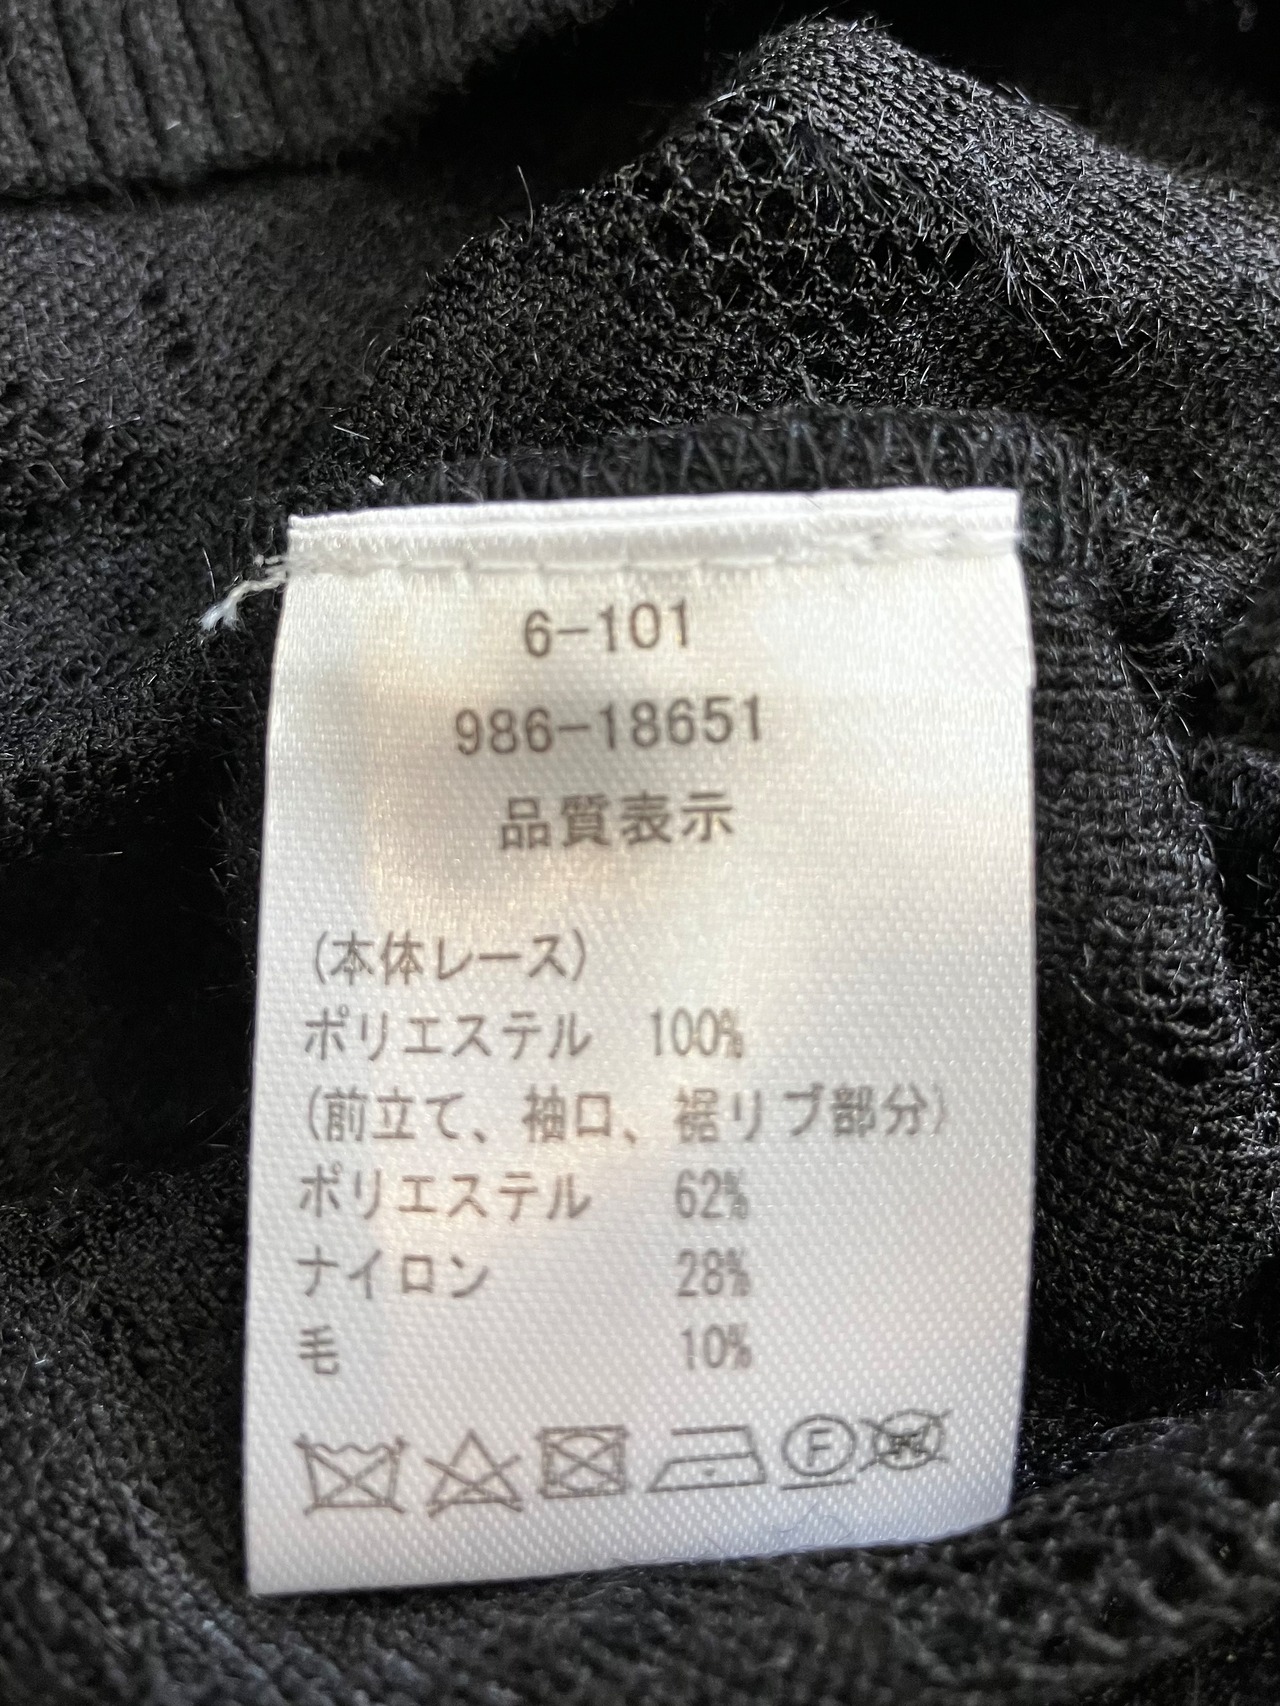 6-101
986-18651
品質表示
(本体レース)
ポリエステル 100%
(前立て、袖口、裾リブ部分)
ポリエステル 62%
ナイロン 28%
毛 10%
F W